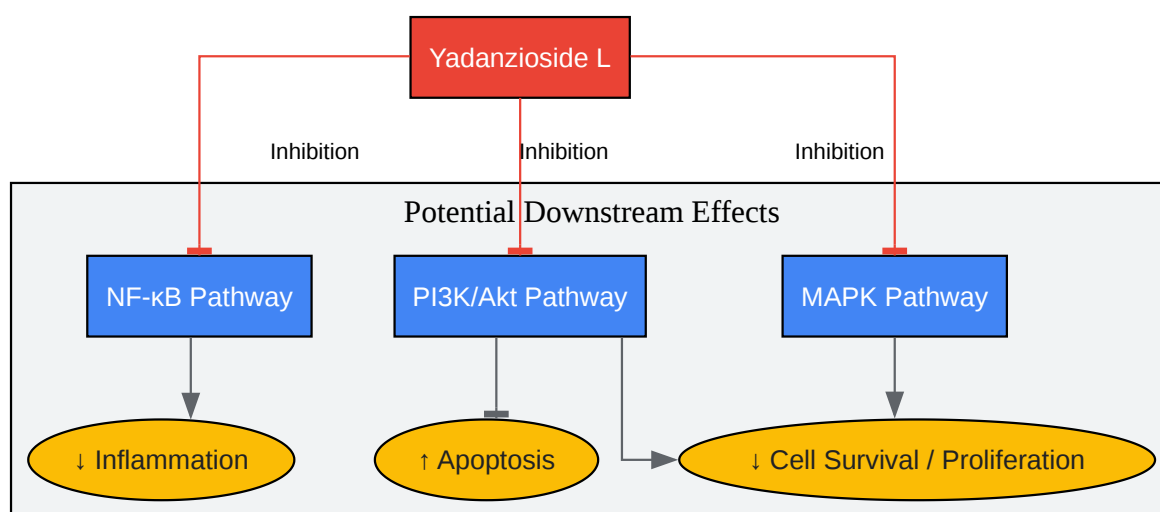 Yadanzioside L
Inhibition
Inhibition
Inhibition
Potential Downstream Effects
NF-κB Pathway
PI3K/Akt Pathway
MAPK Pathway
↓ Inflammation
↑ Apoptosis
↓ Cell Survival / Proliferation